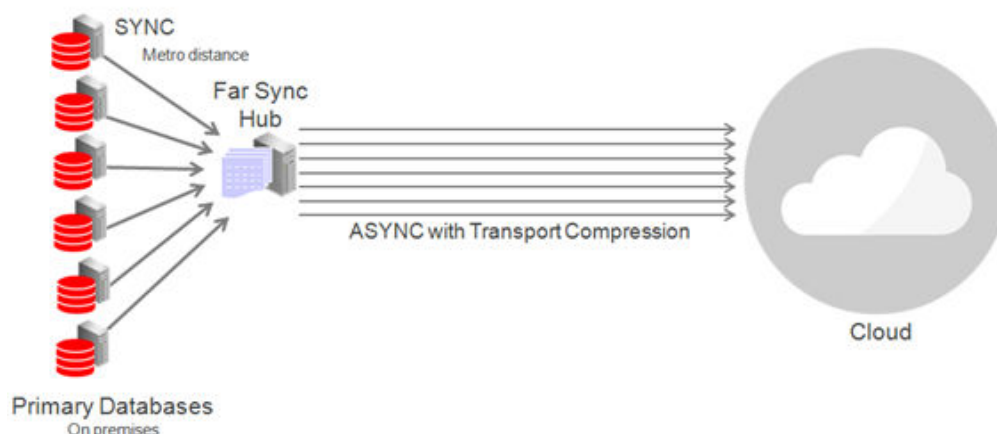 SYNC
Metro distance
Far Sync
Hub
ASYNC with Transport Compression
Cloud
Primary Databases
On premises